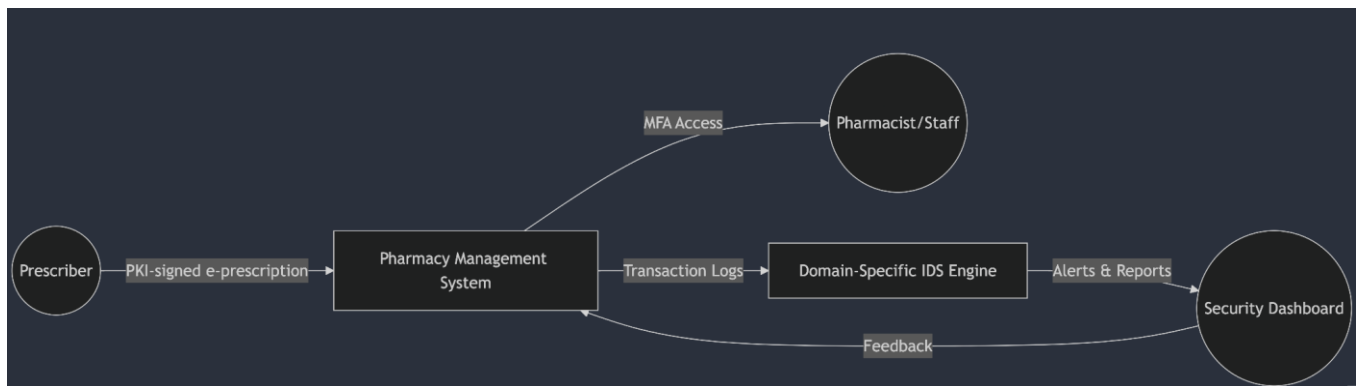 MFA Access
Pharmacist/Staff
Prescriber
PKI-signed e-prescription
Pharmacy Management
System
Transaction Logs
Domain-Specific IDS Engine
Alerts & Reports
Security Dashboard
Feedback